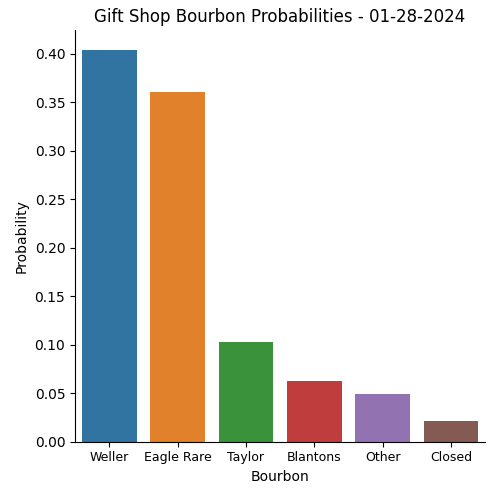 Gift Shop Bourbon Probabilities - 01-28-2024
0.40
0.35
0.30
0.25
0.20
0.15
0.10
0.05
0.00
Probability
Weller Eagle Rare Taylor Blantons Other Closed
Bourbon